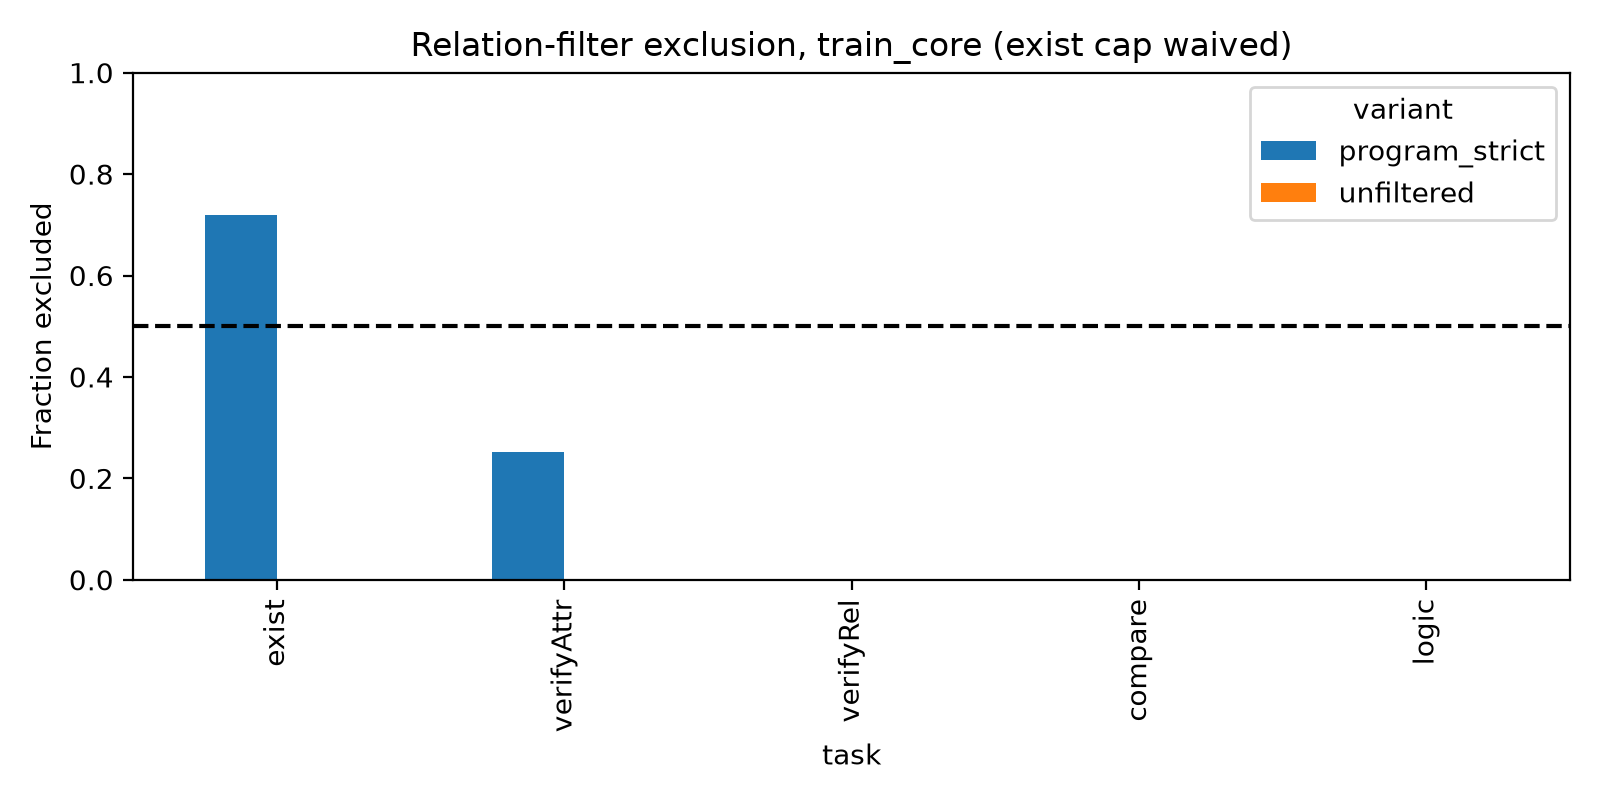 Relation-filter exclusion, train_core (exist cap waived)
variant
program_strict
unfiltered
Fraction excluded
1.0
0.8
0.6
0.4
0.2
0.0
exist
verifyAttr
verifyRel
compare
logic
task